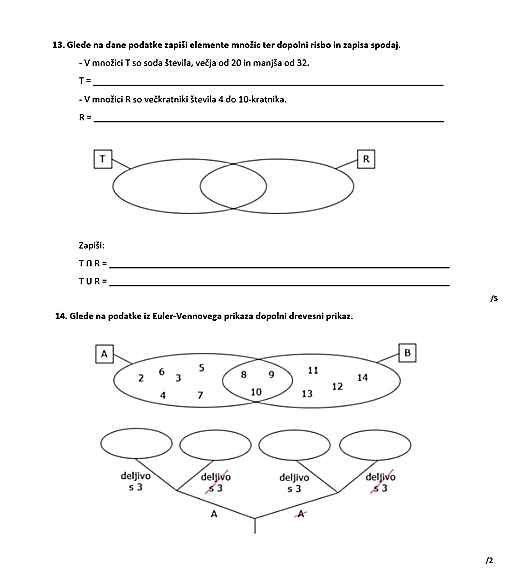 13. Glede na dane podatke zapiši elemente množic ter dopolni risbo in zapisa spodaj.
- V množici T so soda števila, večja od 20 in manjša od 32.
T =
- V množici R so večkratniki števila 4 do 10-kratnika.
R =
T R
Zapiši:
T ∩ R =
T U R =
/5
14. Glede na podatke iz Euler-Vennovega prikaza dopolni drevesni prikaz.
A B
2 6 3 5 4 7 8 9 10 11 12 13 14
deljivo deljivo deljivo deljivo
s 3 s 3 s 3 s 3
A A
/2